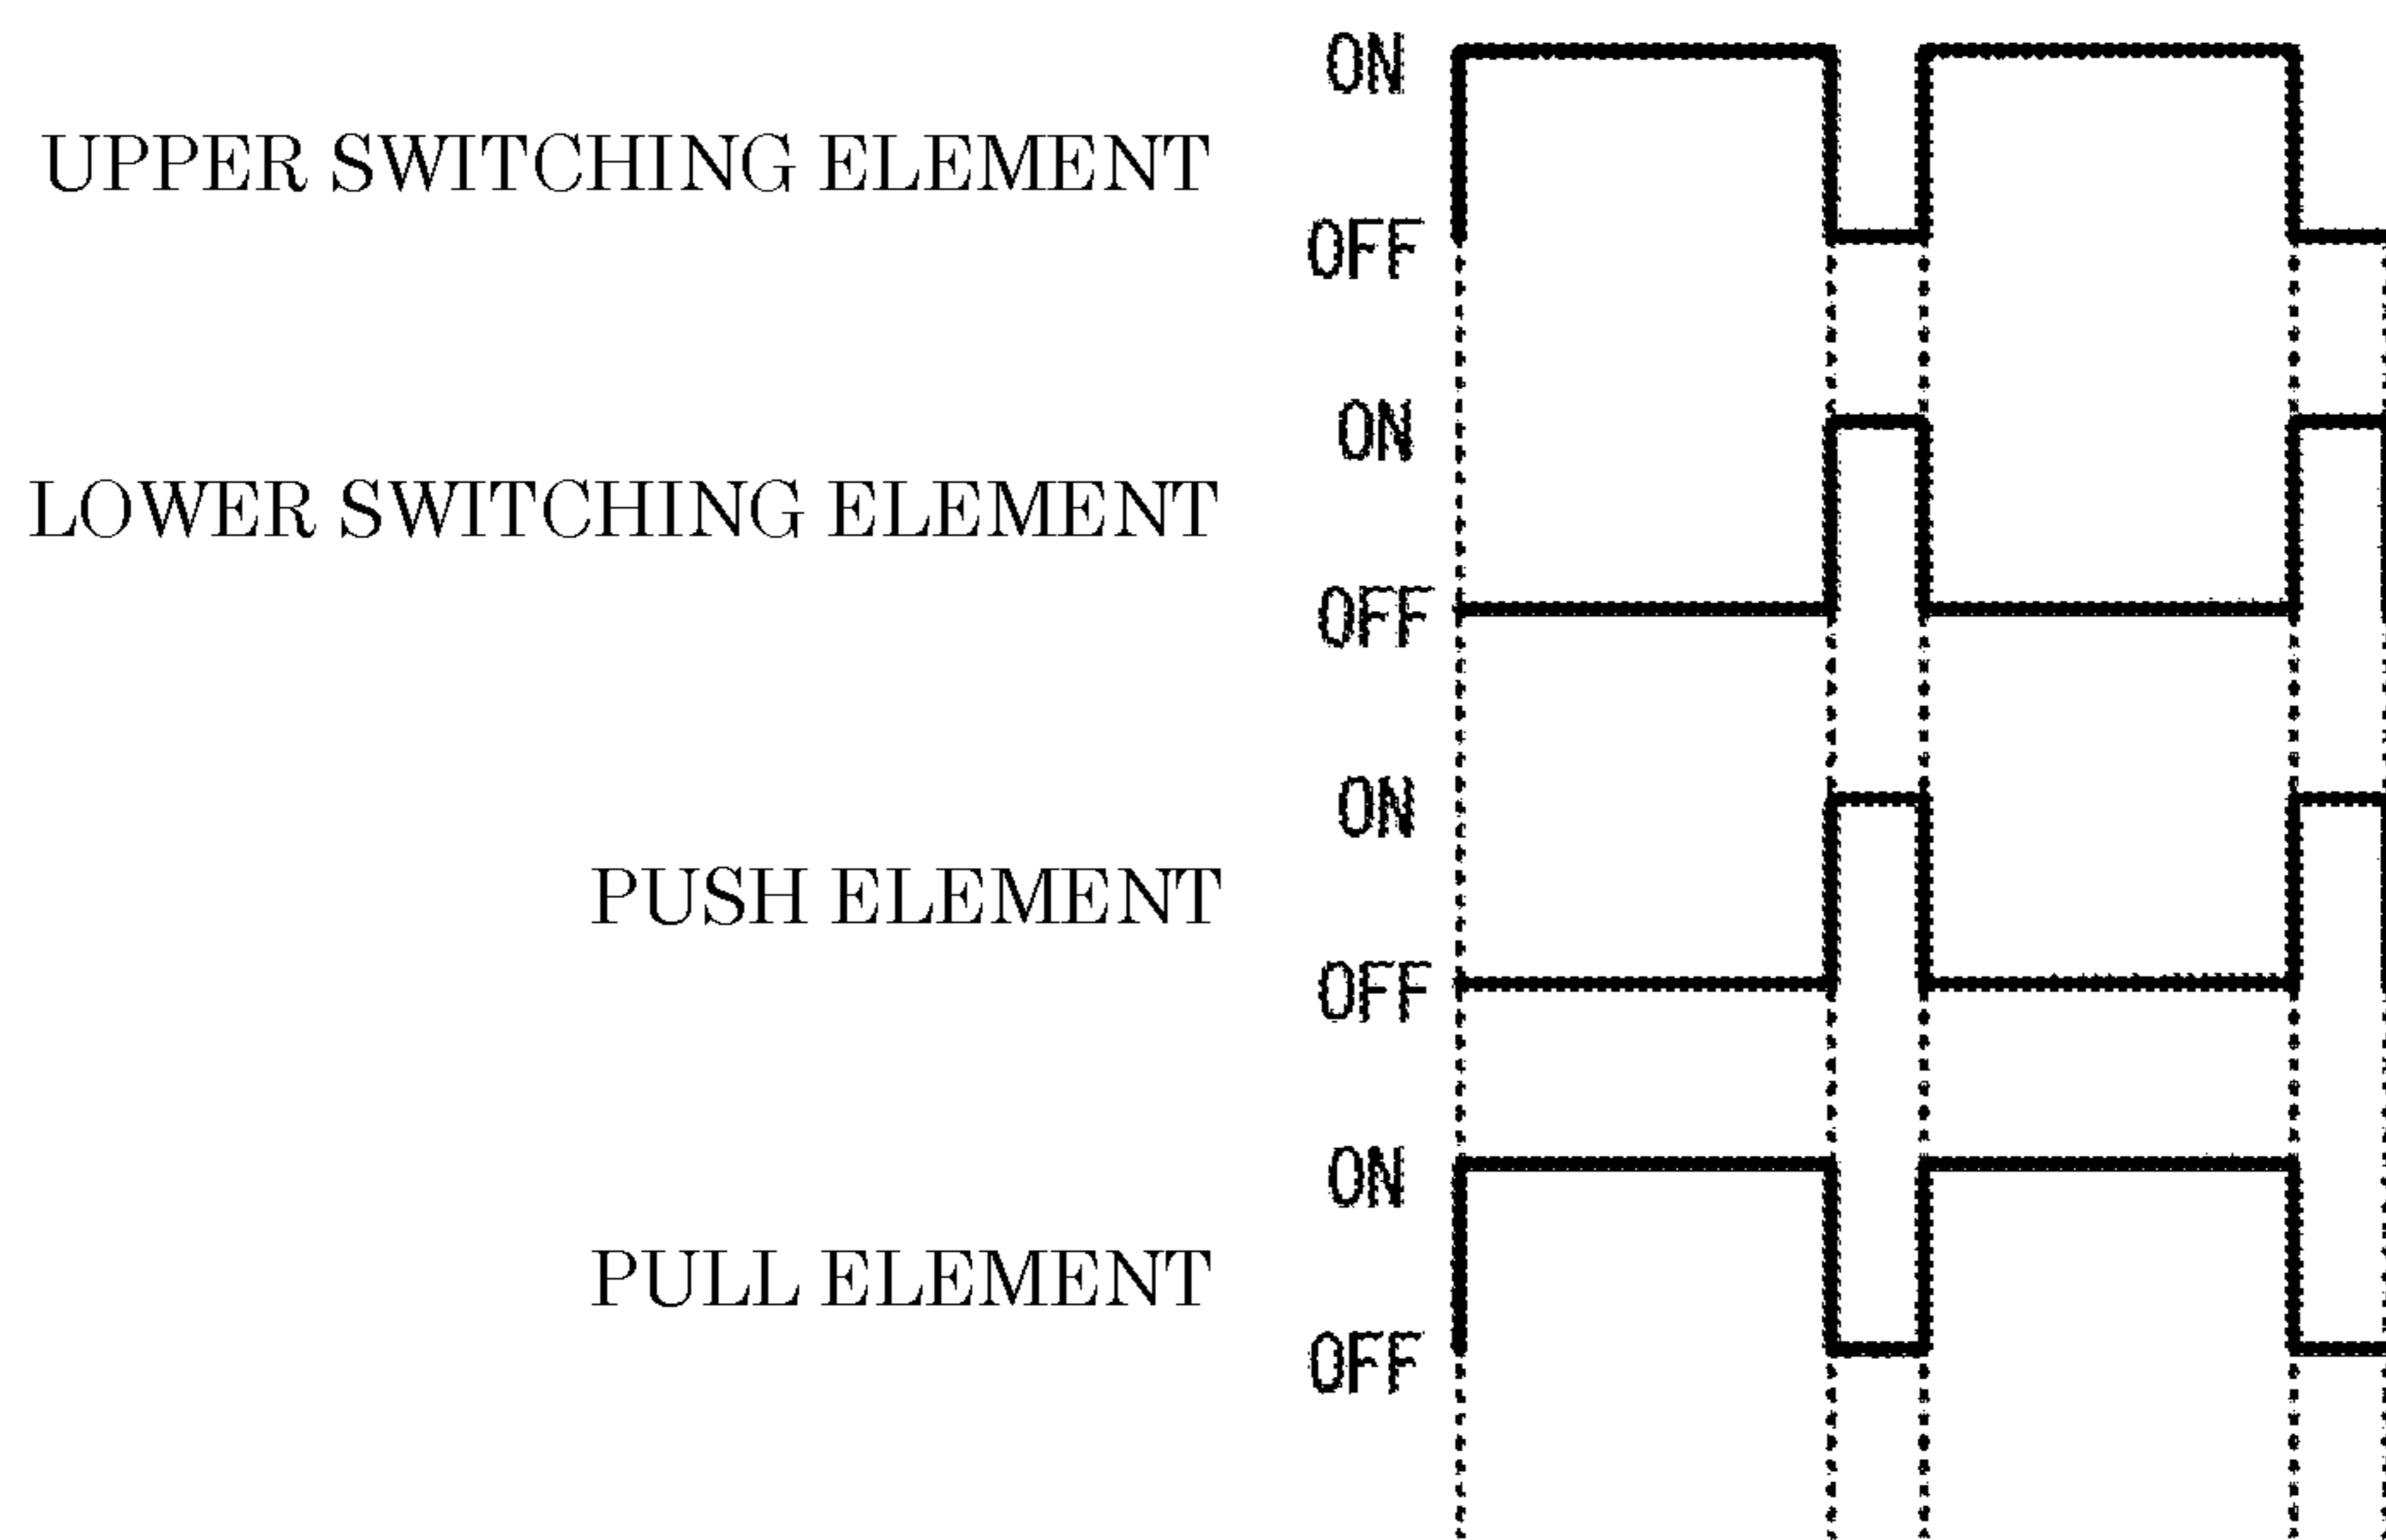 ON
UPPER SWITCHING ELEMENT
OFF
ON
LOWER SWITCHING ELEMENT
OFF
ON
PUSH ELEMENT
OFF
ON
PULL ELEMENT
OFF